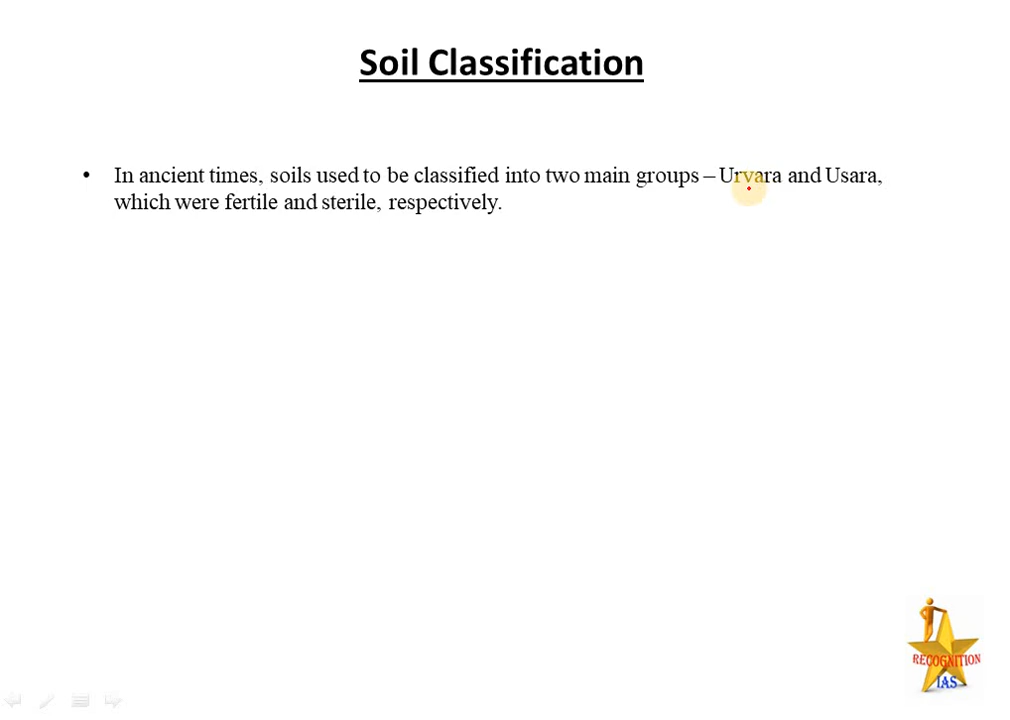 Soil Classification
• In ancient times, soils used to be classified into two main groups – Urvara and Usara,
which were fertile and sterile, respectively.
RECOGNITION
IAS